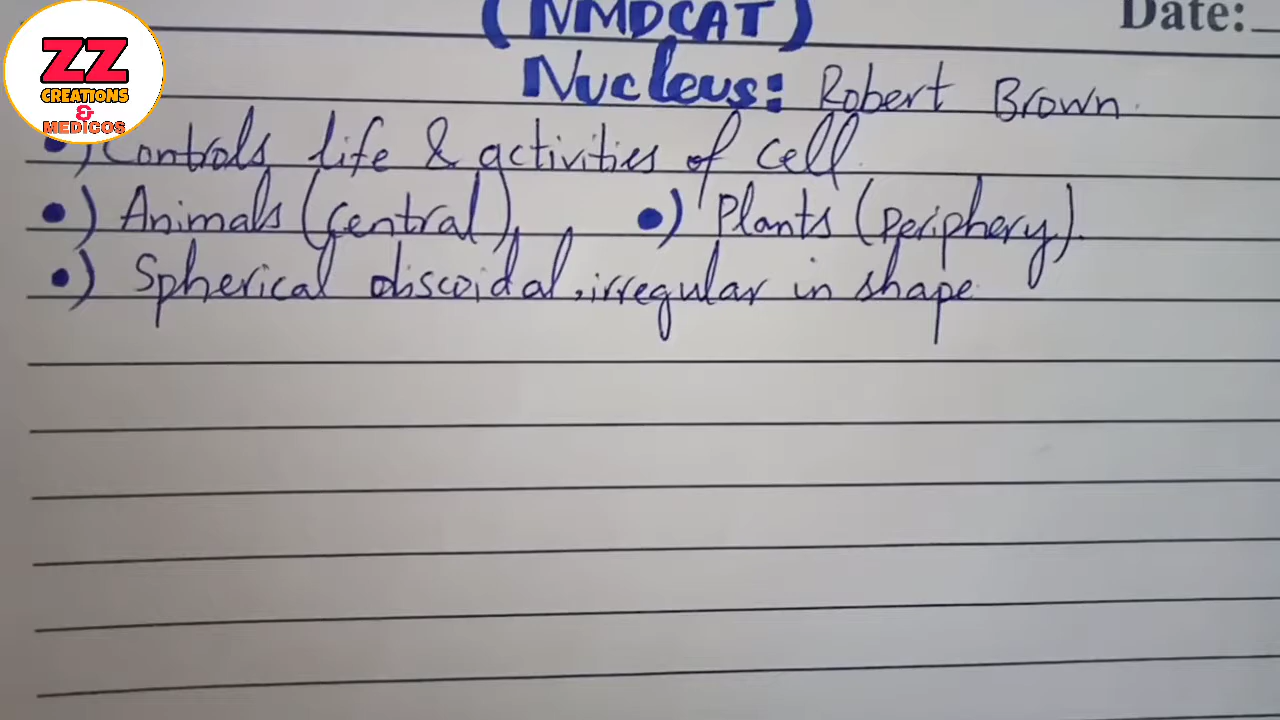 (NMDCAT)
Date:
ZZ
CREATIONS
&
MEDICOS
Nucleus: Robert Brown.
•) Controls life & activities of cell.
•) Animals (Central), •) Plants (Periphery).
•) Spherical discoidal, irregular in shape.